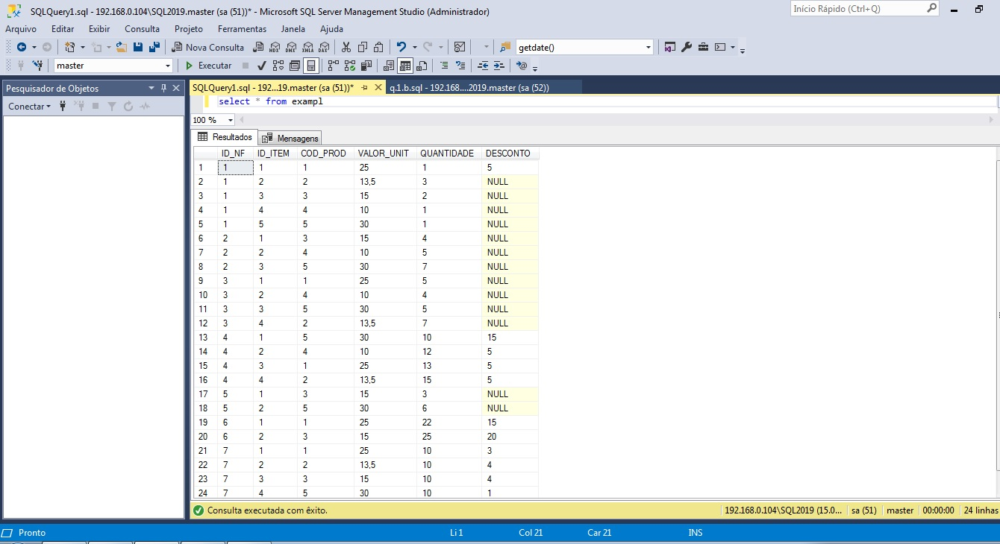 SQLQuery1.sql - 192.168.0.104\SQL2019.master (sa (51))* - Microsoft SQL Server Management Studio (Administrador)
Início Rápido (Ctrl+Q)
Arquivo Editar Exibir Consulta Projeto Ferramentas Janela Ajuda
Nova Consulta MDX DMX XMLA DAX getdate()
master Executar
Pesquisador de Objetos
SQLQuery1.sql - 192...19.master (sa (51))* q.1.b.sql - 192.168....2019.master (sa (52))
Conectar
select * from exampl
100 %
Resultados Mensagens
ID_NF ID_ITEM COD_PROD VALOR_UNIT QUANTIDADE DESCONTO
1 1 1 1 25 1 5
2 1 2 2 13,5 3 NULL
3 1 3 3 15 2 NULL
4 1 4 4 10 1 NULL
5 1 5 5 30 1 NULL
6 2 1 3 15 4 NULL
7 2 2 4 10 5 NULL
8 2 3 5 30 7 NULL
9 3 1 1 25 5 NULL
10 3 2 4 10 4 NULL
11 3 3 5 30 5 NULL
12 3 4 2 13,5 7 NULL
13 4 1 5 30 10 15
14 4 2 4 10 12 5
15 4 3 1 25 13 5
16 4 4 2 13,5 15 5
17 5 1 3 15 3 NULL
18 5 2 5 30 6 NULL
19 6 1 1 25 22 15
20 6 2 3 15 25 20
21 7 1 1 25 10 3
22 7 2 2 13,5 10 4
23 7 3 3 15 10 4
24 7 4 5 30 10 1
Consulta executada com êxito. 192.168.0.104\SQL2019 (15.0... sa (51) master 00:00:00 24 linhas
Pronto Li 1 Col 21 Car 21 INS